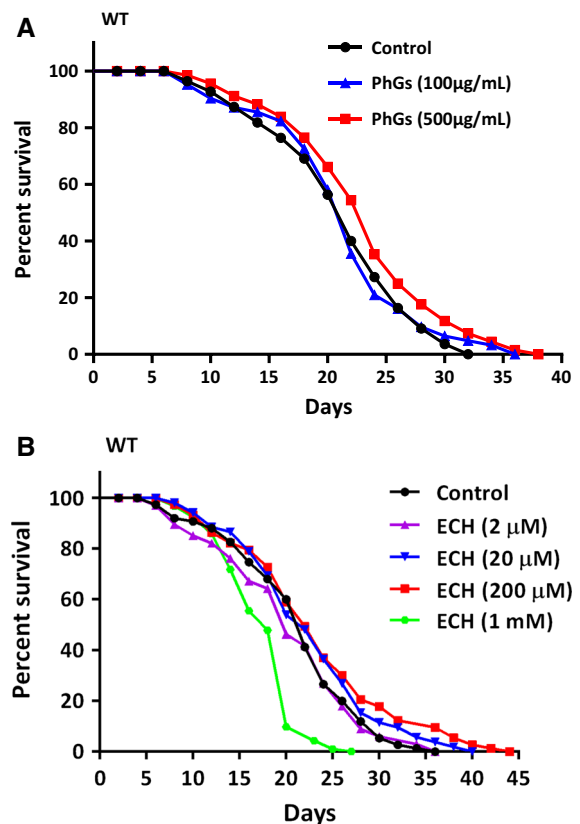 A
WT
Control
PhGs (100µg/mL)
PhGs (500µg/mL)
Percent survival
100
80
60
40
20
0
0 5 10 15 20 25 30 35 40
Days
B
WT
Control
ECH (2 µM)
ECH (20 µM)
ECH (200 µM)
ECH (1 mM)
Percent survival
100
80
60
40
20
0
0 5 10 15 20 25 30 35 40 45
Days